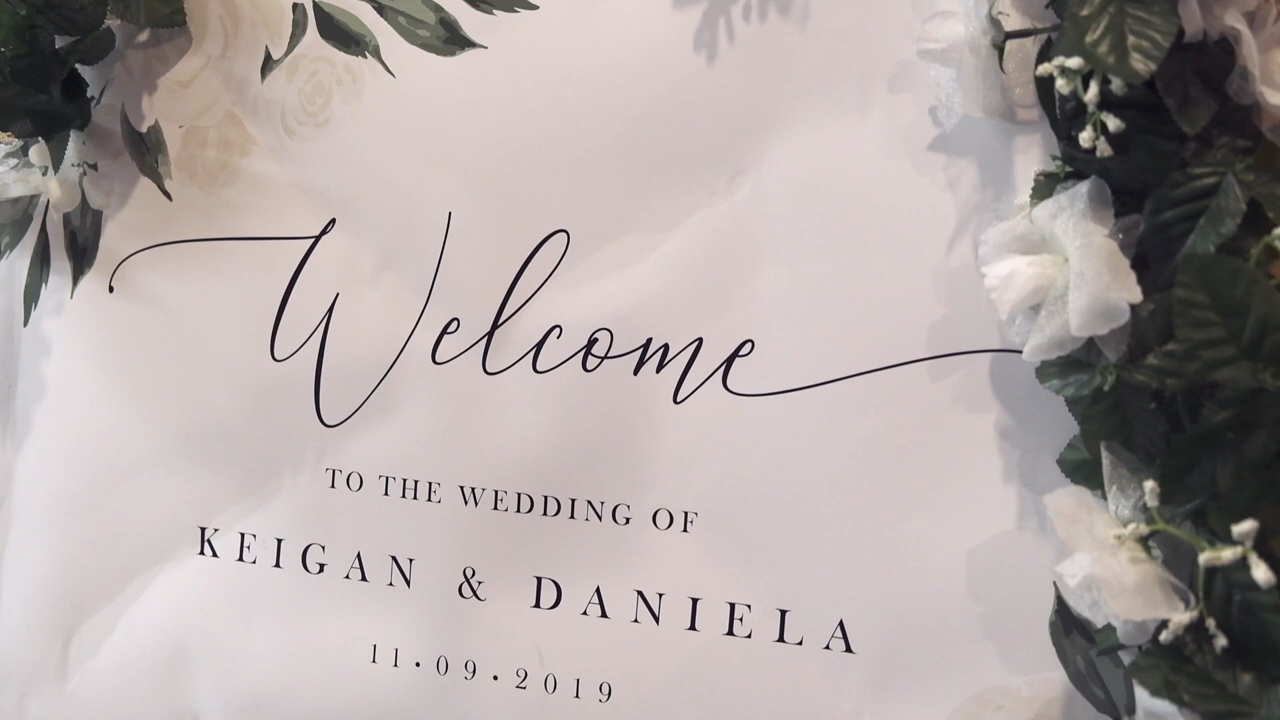 Welcome
TO THE WEDDING OF
KEIGAN & DANIELA
11•09•2019